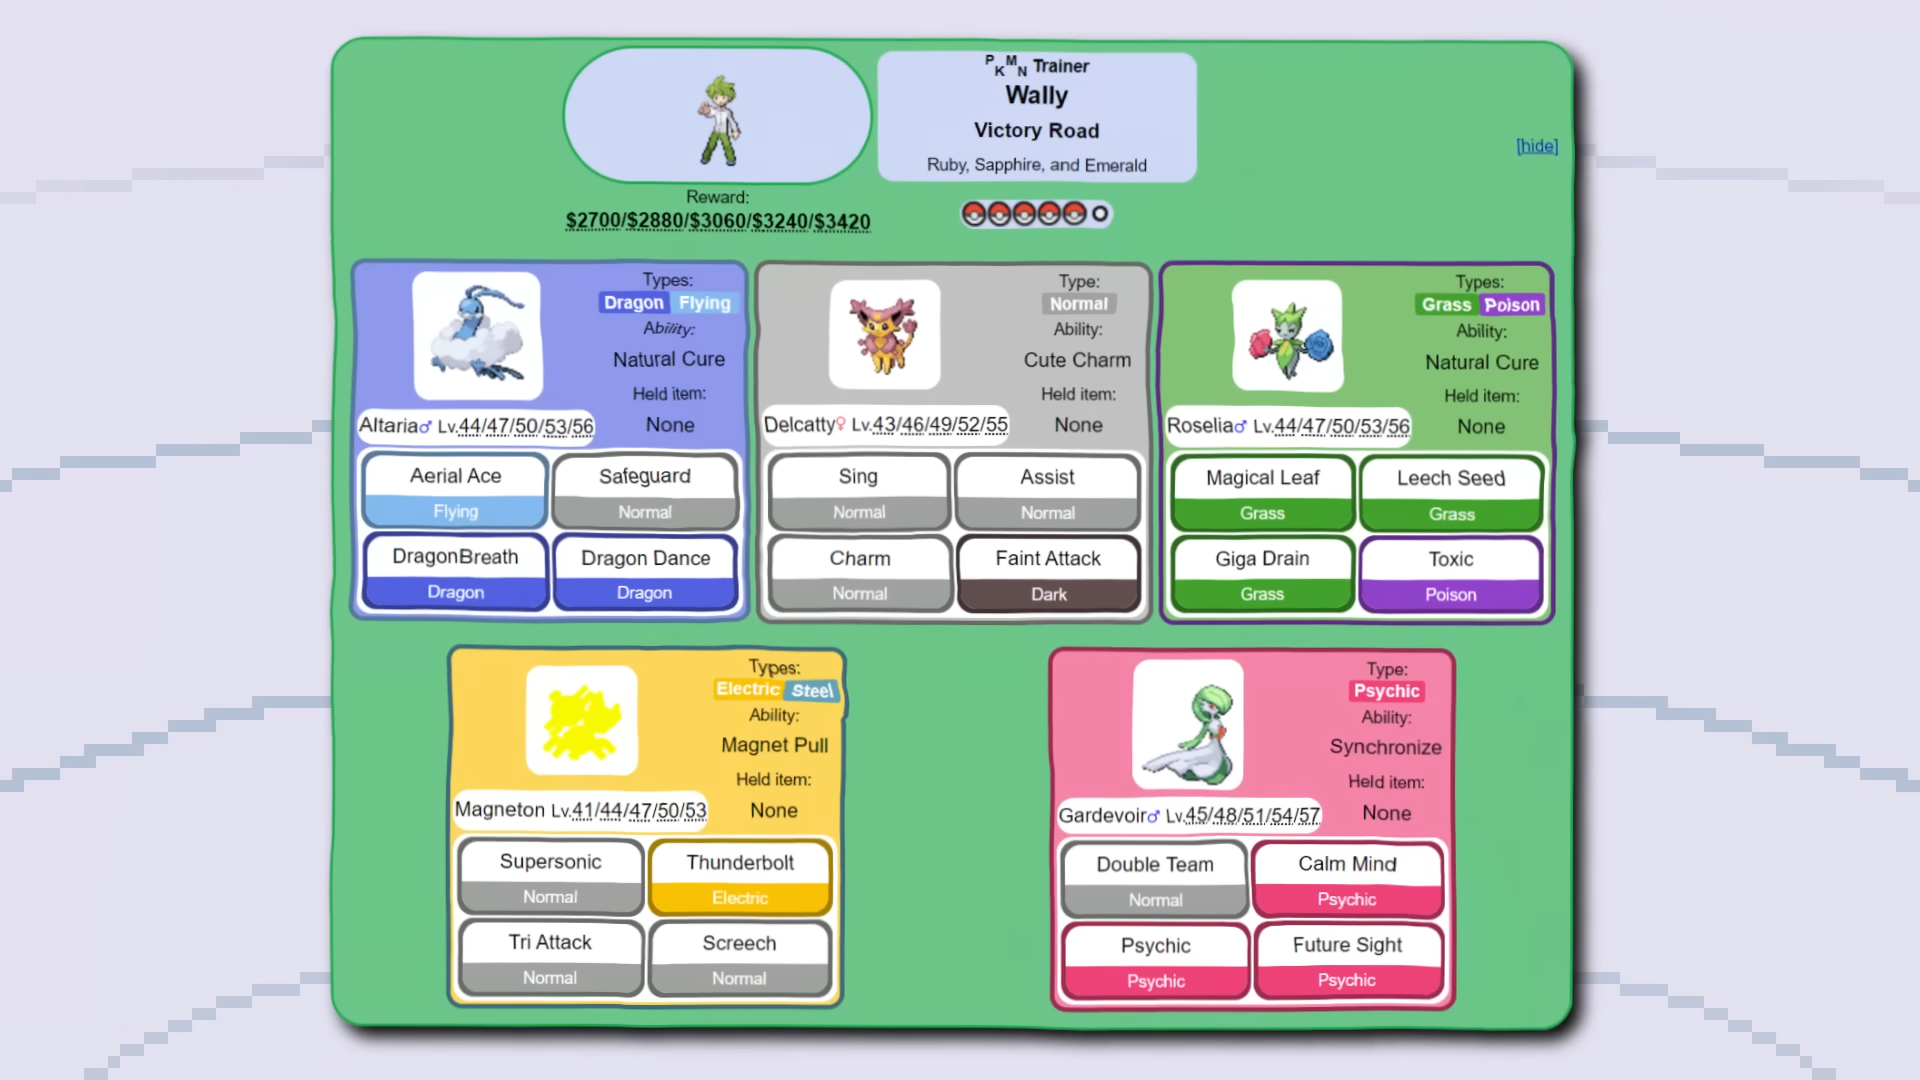 PKMN Trainer
Wally
Victory Road
Ruby, Sapphire, and Emerald
[hide]
Reward:
$2700/$2880/$3060/$3240/$3420
Types:
Dragon Flying
Ability:
Natural Cure
Held item:
None
Altaria♂ Lv.44/47/50/53/56
Aerial Ace
Flying
Safeguard
Normal
DragonBreath
Dragon
Dragon Dance
Dragon
Type:
Normal
Ability:
Cute Charm
Held item:
None
Delcatty♀ Lv.43/46/49/52/55
Sing
Normal
Assist
Normal
Charm
Normal
Faint Attack
Dark
Types:
Grass Poison
Ability:
Natural Cure
Held item:
None
Roselia♂ Lv.44/47/50/53/56
Magical Leaf
Grass
Leech Seed
Grass
Giga Drain
Grass
Toxic
Poison
Types:
Electric Steel
Ability:
Magnet Pull
Held item:
None
Magneton Lv.41/44/47/50/53
Supersonic
Normal
Thunderbolt
Electric
Tri Attack
Normal
Screech
Normal
Type:
Psychic
Ability:
Synchronize
Held item:
None
Gardevoir♂ Lv.45/48/51/54/57
Double Team
Normal
Calm Mind
Psychic
Psychic
Psychic
Future Sight
Psychic